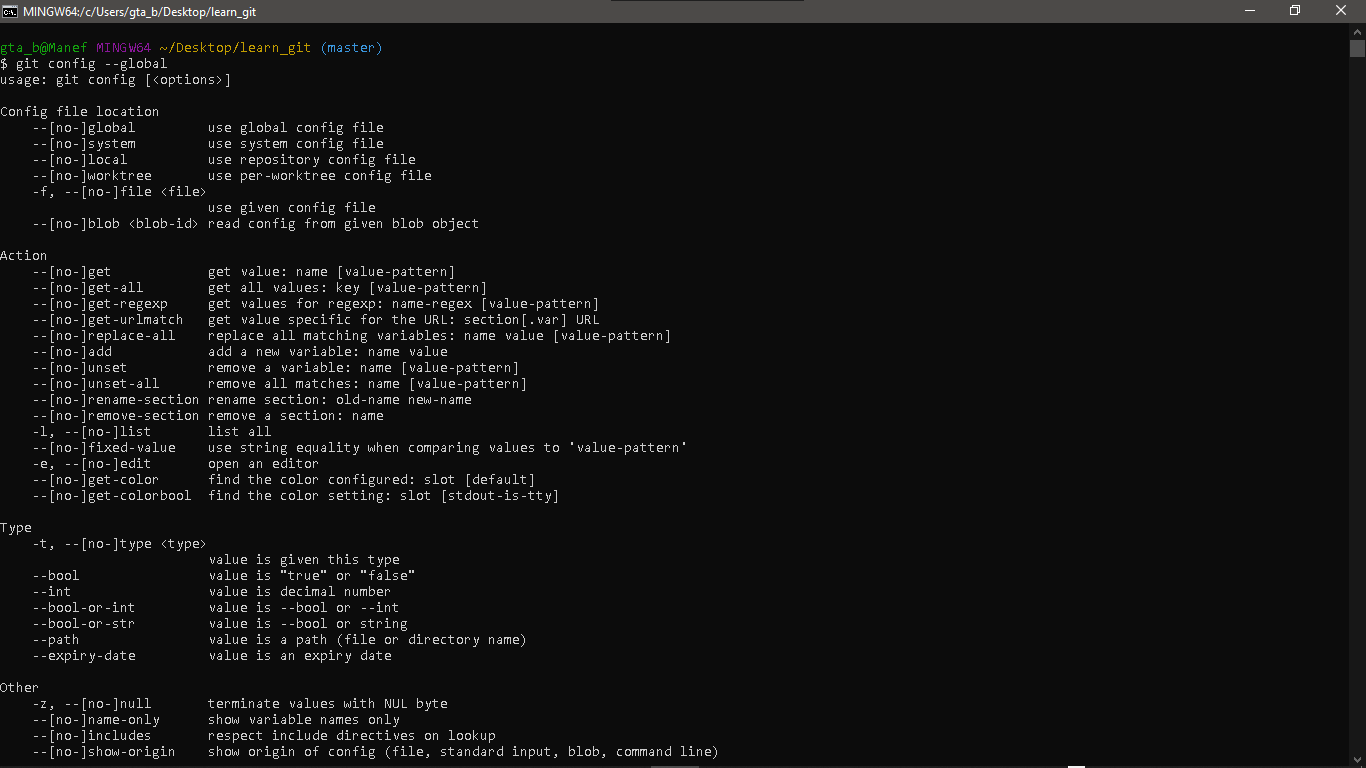 MINGW64:/c/Users/gta_b/Desktop/learn_git
gta_b@Manef MINGW64 ~/Desktop/learn_git (master)
$ git config --global
usage: git config [<options>]
Config file location
--[no-]global use global config file
--[no-]system use system config file
--[no-]local use repository config file
--[no-]worktree use per-worktree config file
-f, --[no-]file <file>
use given config file
--[no-]blob <blob-id> read config from given blob object
Action
--[no-]get get value: name [value-pattern]
--[no-]get-all get all values: key [value-pattern]
--[no-]get-regexp get values for regexp: name-regex [value-pattern]
--[no-]get-urlmatch get value specific for the URL: section[.var] URL
--[no-]replace-all replace all matching variables: name value [value-pattern]
--[no-]add add a new variable: name value
--[no-]unset remove a variable: name [value-pattern]
--[no-]unset-all remove all matches: name [value-pattern]
--[no-]rename-section rename section: old-name new-name
--[no-]remove-section remove a section: name
-l, --[no-]list list all
--[no-]fixed-value use string equality when comparing values to 'value-pattern'
-e, --[no-]edit open an editor
--[no-]get-color find the color configured: slot [default]
--[no-]get-colorbool find the color setting: slot [stdout-is-tty]
Type
-t, --[no-]type <type>
value is given this type
--bool value is "true" or "false"
--int value is decimal number
--bool-or-int value is --bool or --int
--bool-or-str value is --bool or string
--path value is a path (file or directory name)
--expiry-date value is an expiry date
Other
-z, --[no-]null terminate values with NUL byte
--[no-]name-only show variable names only
--[no-]includes respect include directives on lookup
--[no-]show-origin show origin of config (file, standard input, blob, command line)